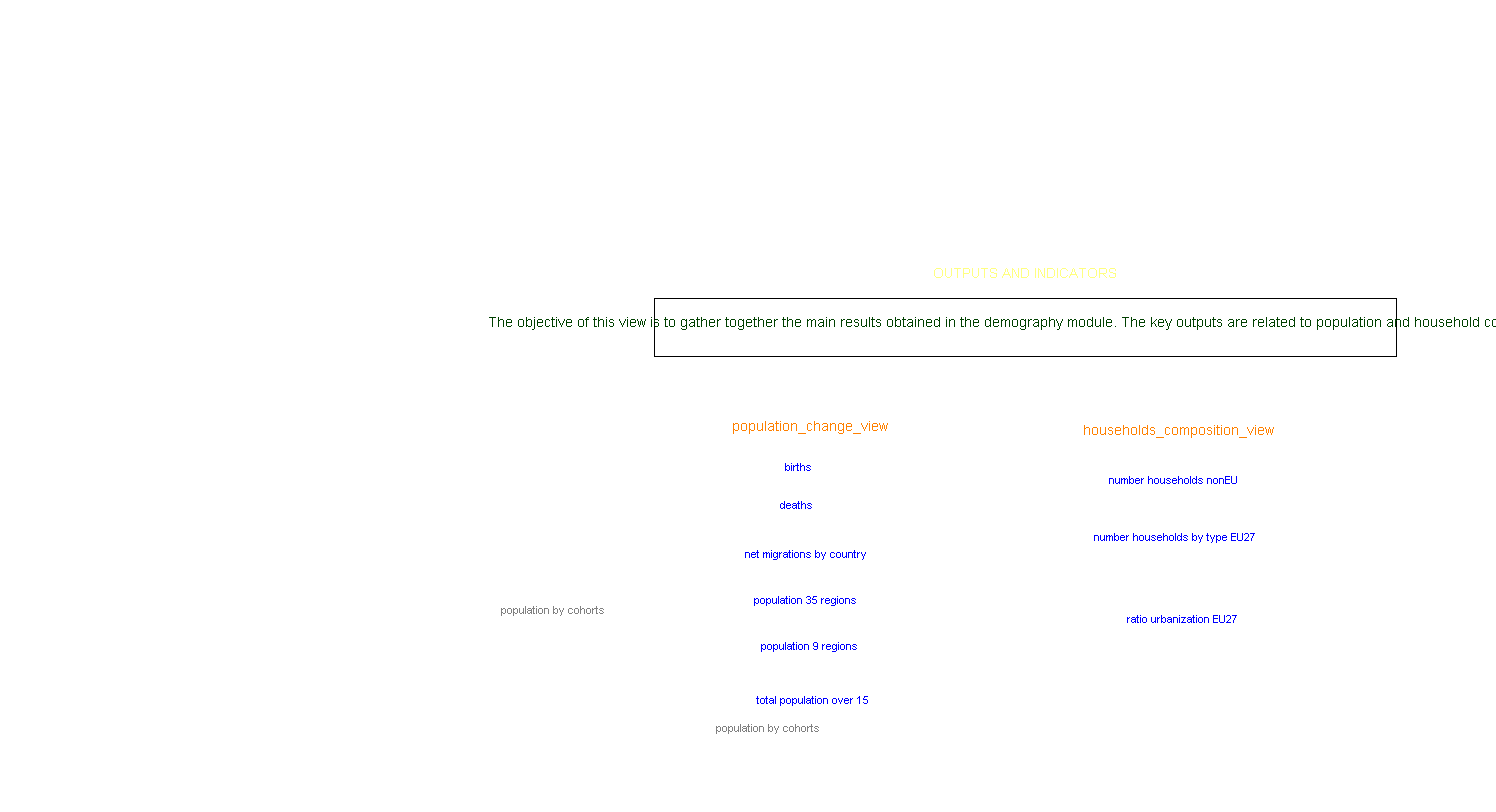 OUTPUTS AND INDICATORS
The objective of this view is to gather together the main results obtained in the demography module. The key outputs are related to population and household
population_change_view
households_composition_view
births
number households nonEU
deaths
number households by type EU27
net migrations by country
population 35 regions
population by cohorts
ratio urbanization EU27
population 9 regions
total population over 15
population by cohorts